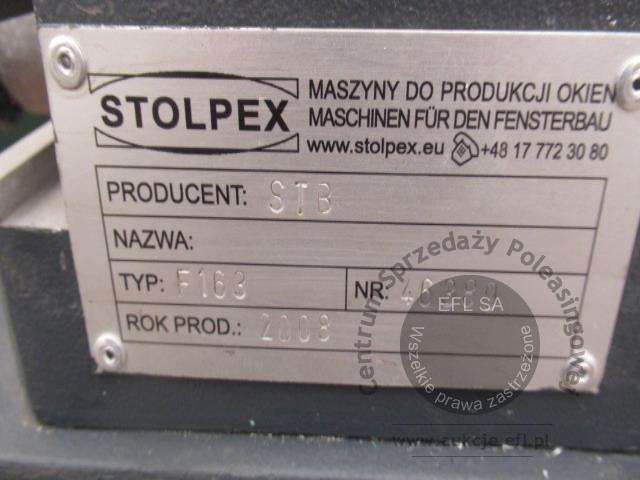 STOLPEX
MASZYNY DO PRODUKCJI OKIEN
MASCHINEN FÜR DEN FENSTERBAU
www.stolpex.eu +48 17 772 30 80
PRODUCENT: STB
NAZWA:
TYP: F163 NR:
ROK PROD.: 2008
Centrum Sprzedaży Poleasingowej
EFL SA
Wszelkie prawa zastrzeżone
www.aukcje.efl.pl